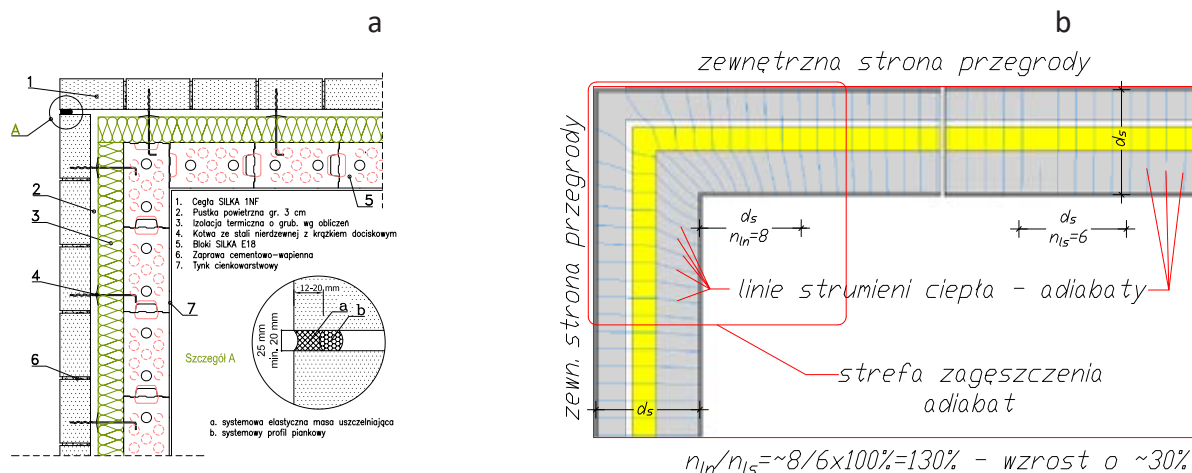 a
1
A
2
3
4
6
5
7
1. Cegła SILKA 1NF
2. Pustka powietrzna gr. 3 cm
3. Izolacja termiczna o grub. wg obliczeń
4. Kotwa ze stali nierdzewnej z krążkiem dociskowym
5. Bloki SILKA E18
6. Zaprawa cementowo-wapienna
7. Tynk cienkowarstwowy
Szczegół A
12-20 mm
25 mm
min. 20 mm
a
b
a. systemowa elastyczna masa uszczelniająca
b. systemowy profil piankowy
b
zewnętrzna strona przegrody
zewn. strona przegrody
ds
ds
nln=8
ds
nls=6
linie strumieni ciepła - adiabaty
strefa zagęszczenia
adiabat
ds
nln/nls=~8/6x100%=130% - wzrost o ~30%